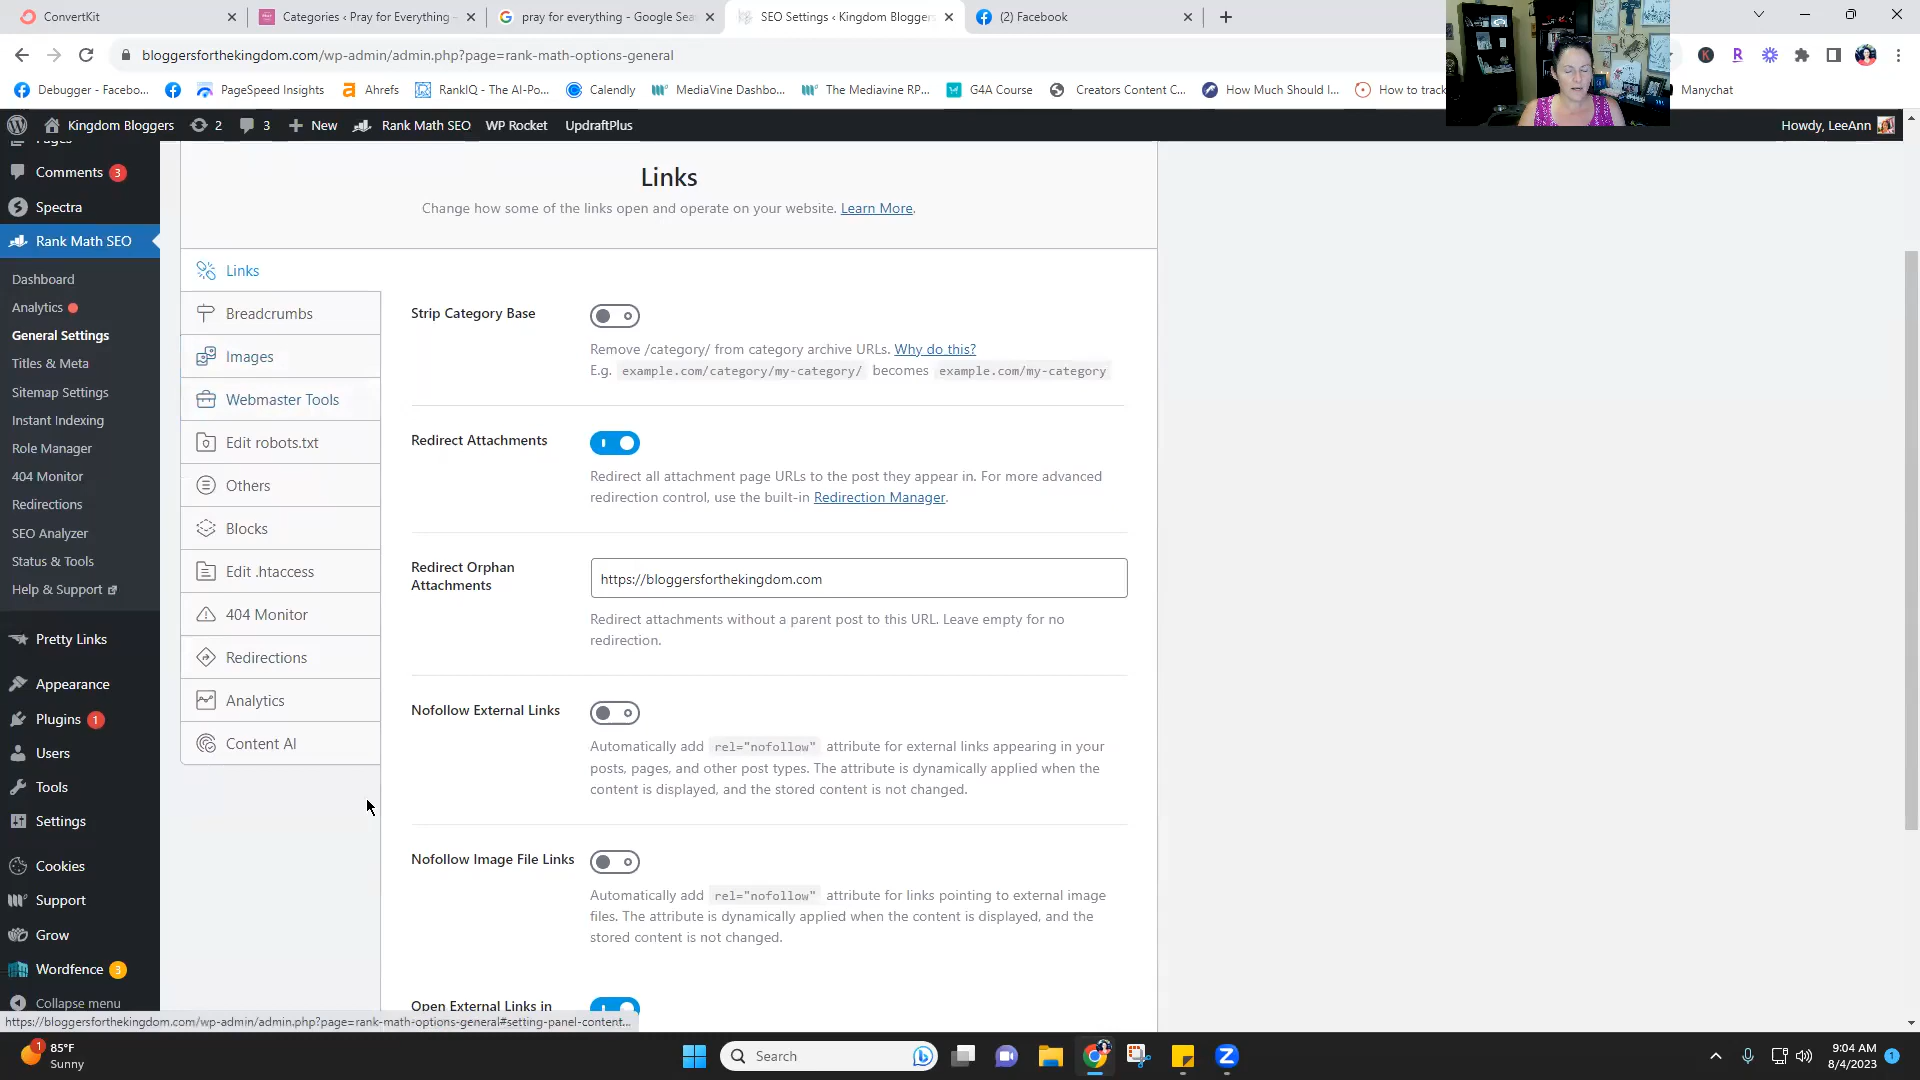 ConvertKit
Categories ‹ Pray for Everything –
pray for everything - Google Sea
SEO Settings ‹ Kingdom Bloggers
(2) Facebook
bloggersforthekingdom.com/wp-admin/admin.php?page=rank-math-options-general
Debugger - Facebo...
PageSpeed Insights
Ahrefs
RankIQ - The AI-Po...
Calendly
MediaVine Dashbo...
The Mediavine RP...
G4A Course
Creators Content C...
How Much Should I...
How to track
Manychat
Kingdom Bloggers
2
3
New
Rank Math SEO
WP Rocket
UpdraftPlus
Howdy, LeeAnn
Pages
Comments 3
Spectra
Rank Math SEO
Dashboard
Analytics
General Settings
Titles & Meta
Sitemap Settings
Instant Indexing
Role Manager
404 Monitor
Redirections
SEO Analyzer
Status & Tools
Help & Support
Pretty Links
Appearance
Plugins 1
Users
Tools
Settings
Cookies
Support
Grow
Wordfence 3
Collapse menu
Links
Change how some of the links open and operate on your website. Learn More.
Links
Breadcrumbs
Images
Webmaster Tools
Edit robots.txt
Others
Blocks
Edit .htaccess
404 Monitor
Redirections
Analytics
Content AI
Strip Category Base
Remove /category/ from category archive URLs. Why do this?
E.g. example.com/category/my-category/ becomes example.com/my-category
Redirect Attachments
Redirect all attachment page URLs to the post they appear in. For more advanced
redirection control, use the built-in Redirection Manager.
Redirect Orphan
Attachments
https://bloggersforthekingdom.com
Redirect attachments without a parent post to this URL. Leave empty for no
redirection.
Nofollow External Links
Automatically add rel="nofollow" attribute for external links appearing in your
posts, pages, and other post types. The attribute is dynamically applied when the
content is displayed, and the stored content is not changed.
Nofollow Image File Links
Automatically add rel="nofollow" attribute for links pointing to external image
files. The attribute is dynamically applied when the content is displayed, and the
stored content is not changed.
Open External Links in
https://bloggersforthekingdom.com/wp-admin/admin.php?page=rank-math-options-general#setting-panel-content...
1
85°F
Sunny
Search
9:04 AM
8/4/2023
1